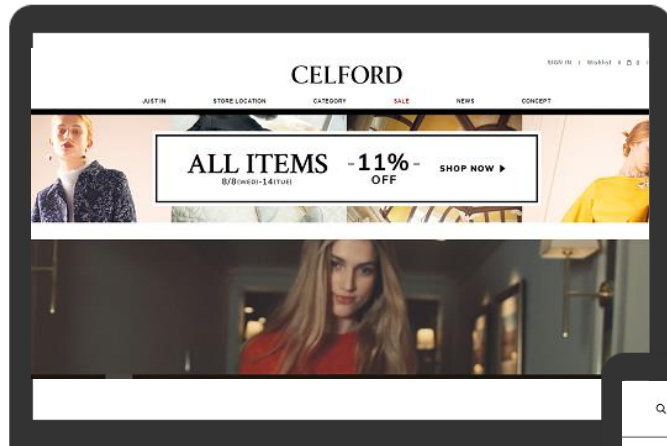 SIGN IN | Wishlist
CELFORD
JUST IN STORE LOCATION CATEGORY SALE NEWS CONCEPT
ALL ITEMS -11%- SHOP NOW
8/8(WED)-14(TUE) OFF